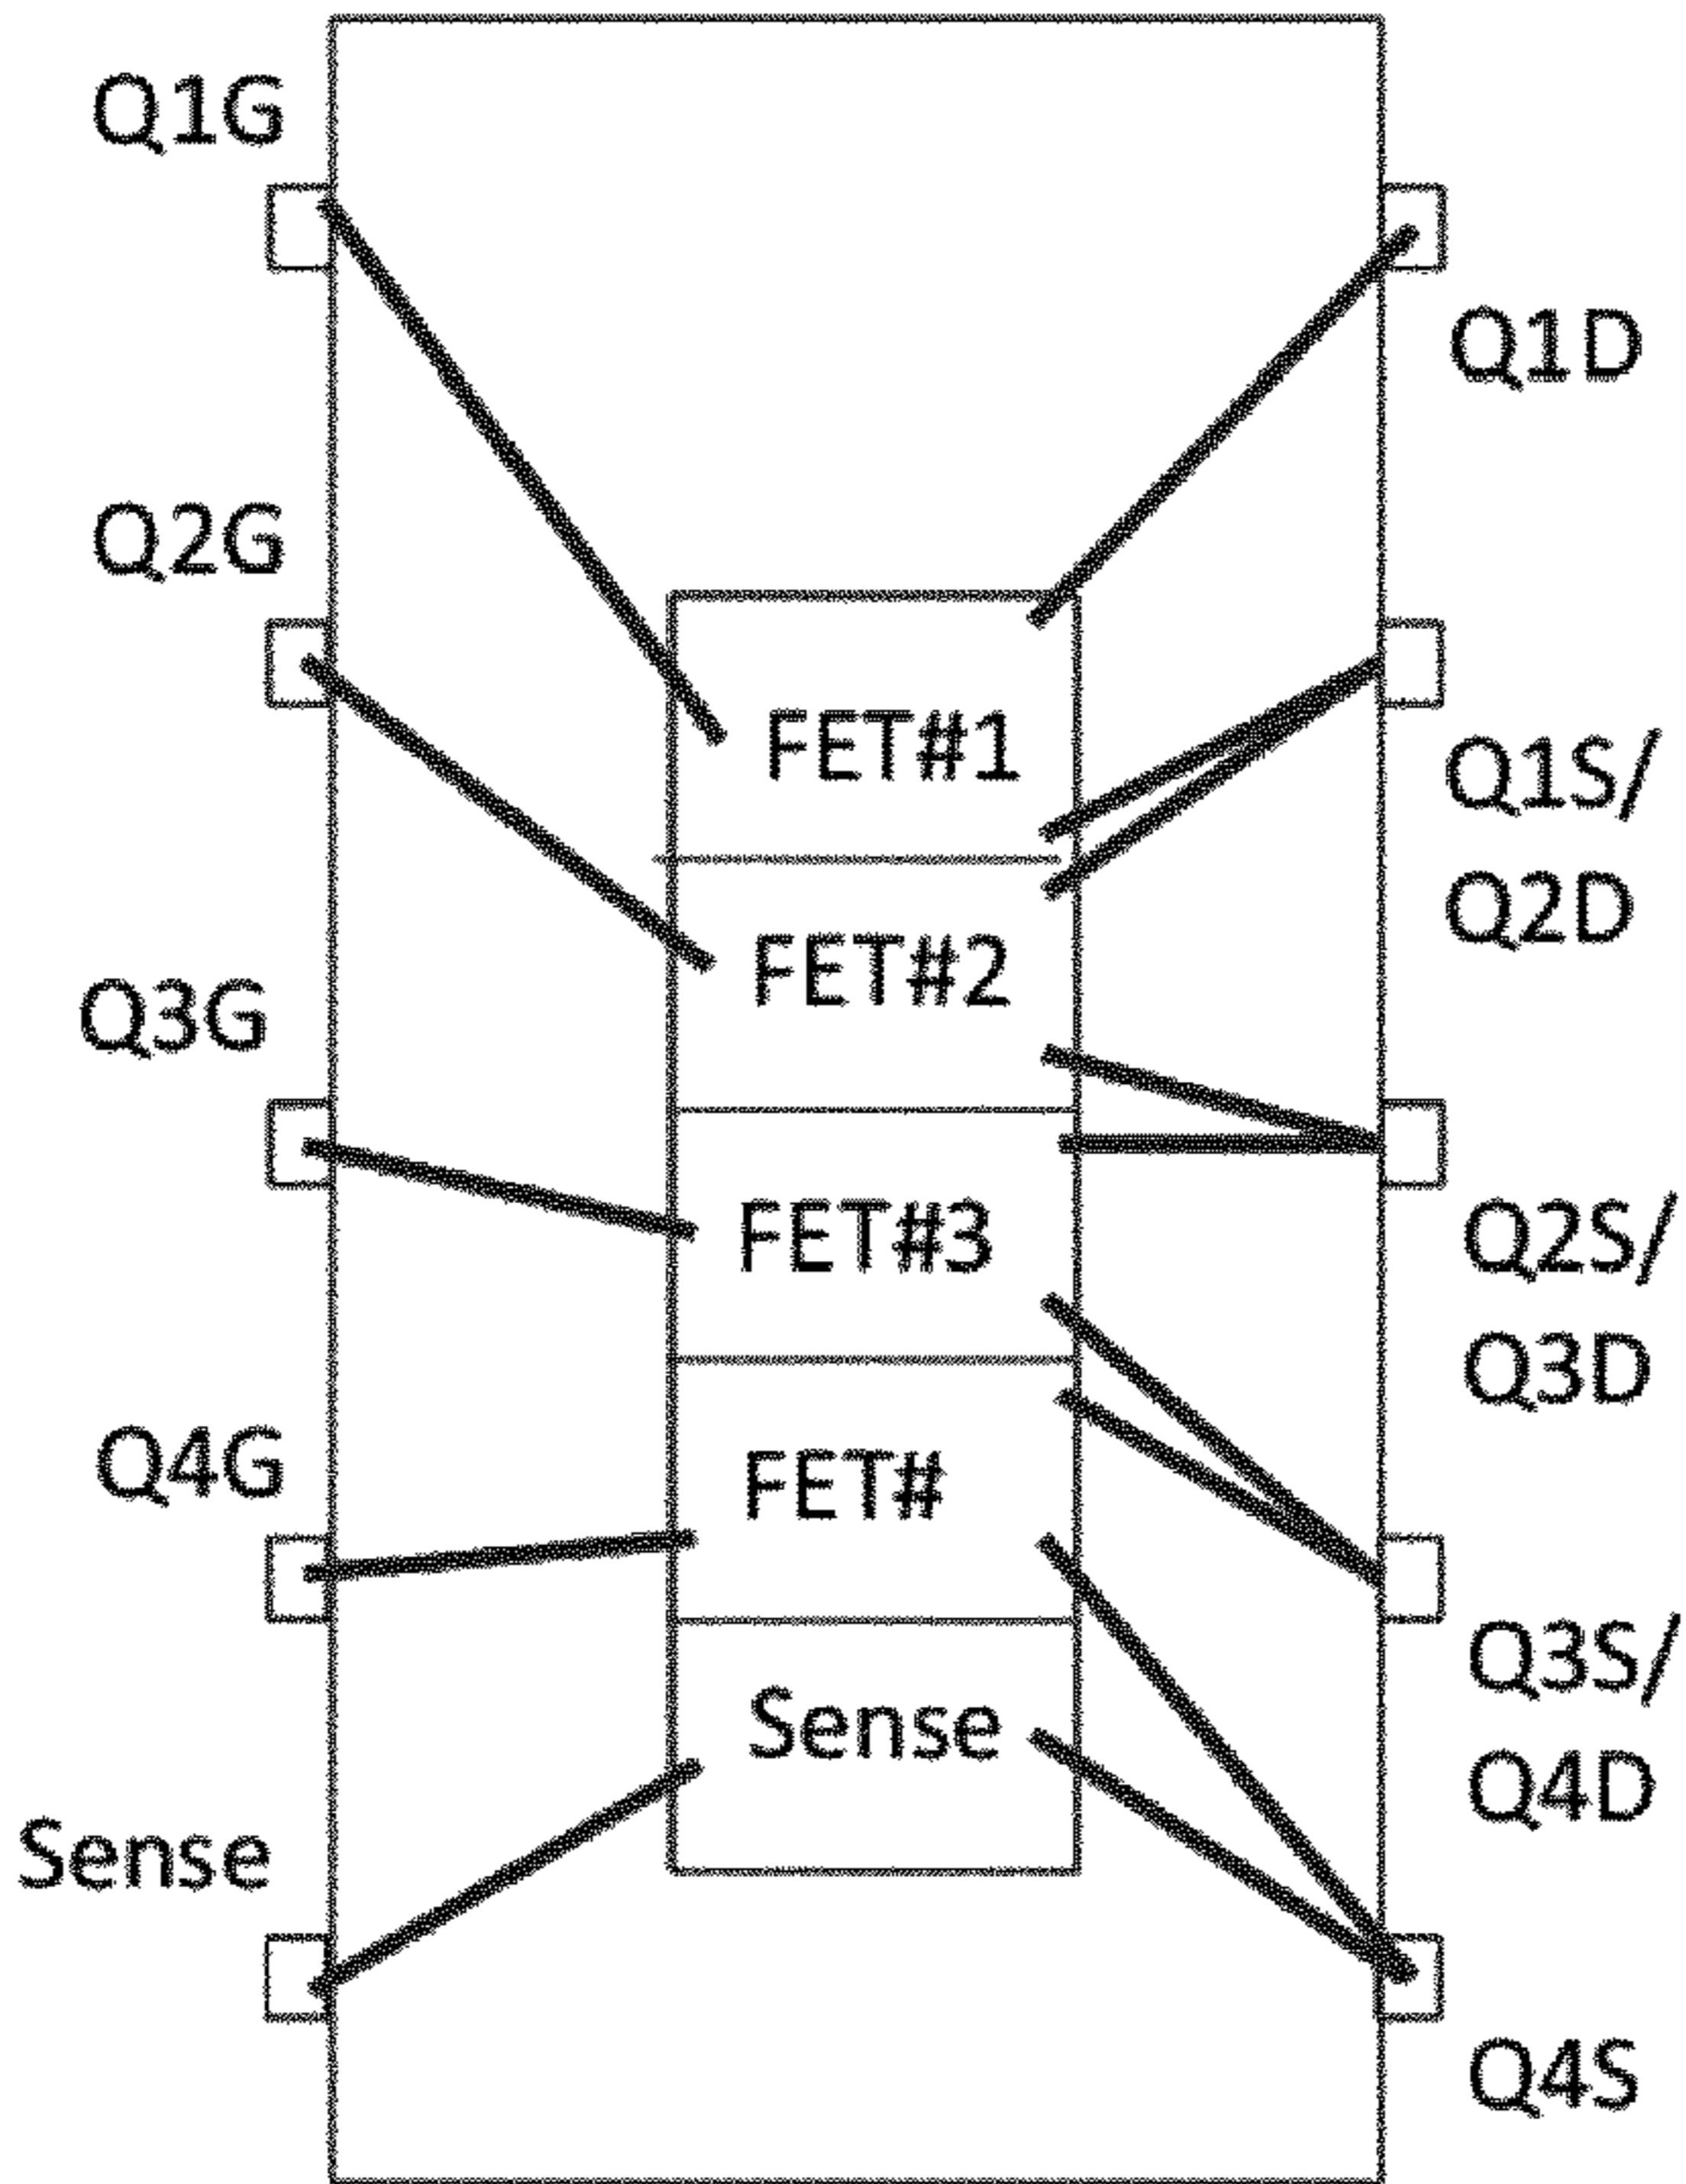 Q1G
Q1D
Q2G
FET#1
Q1S/
Q2D
FET#2
Q3G
FET#3
Q2S/
Q3D
Q4G
FET#
Q3S/
Q4D
Sense
Sense
Q4S